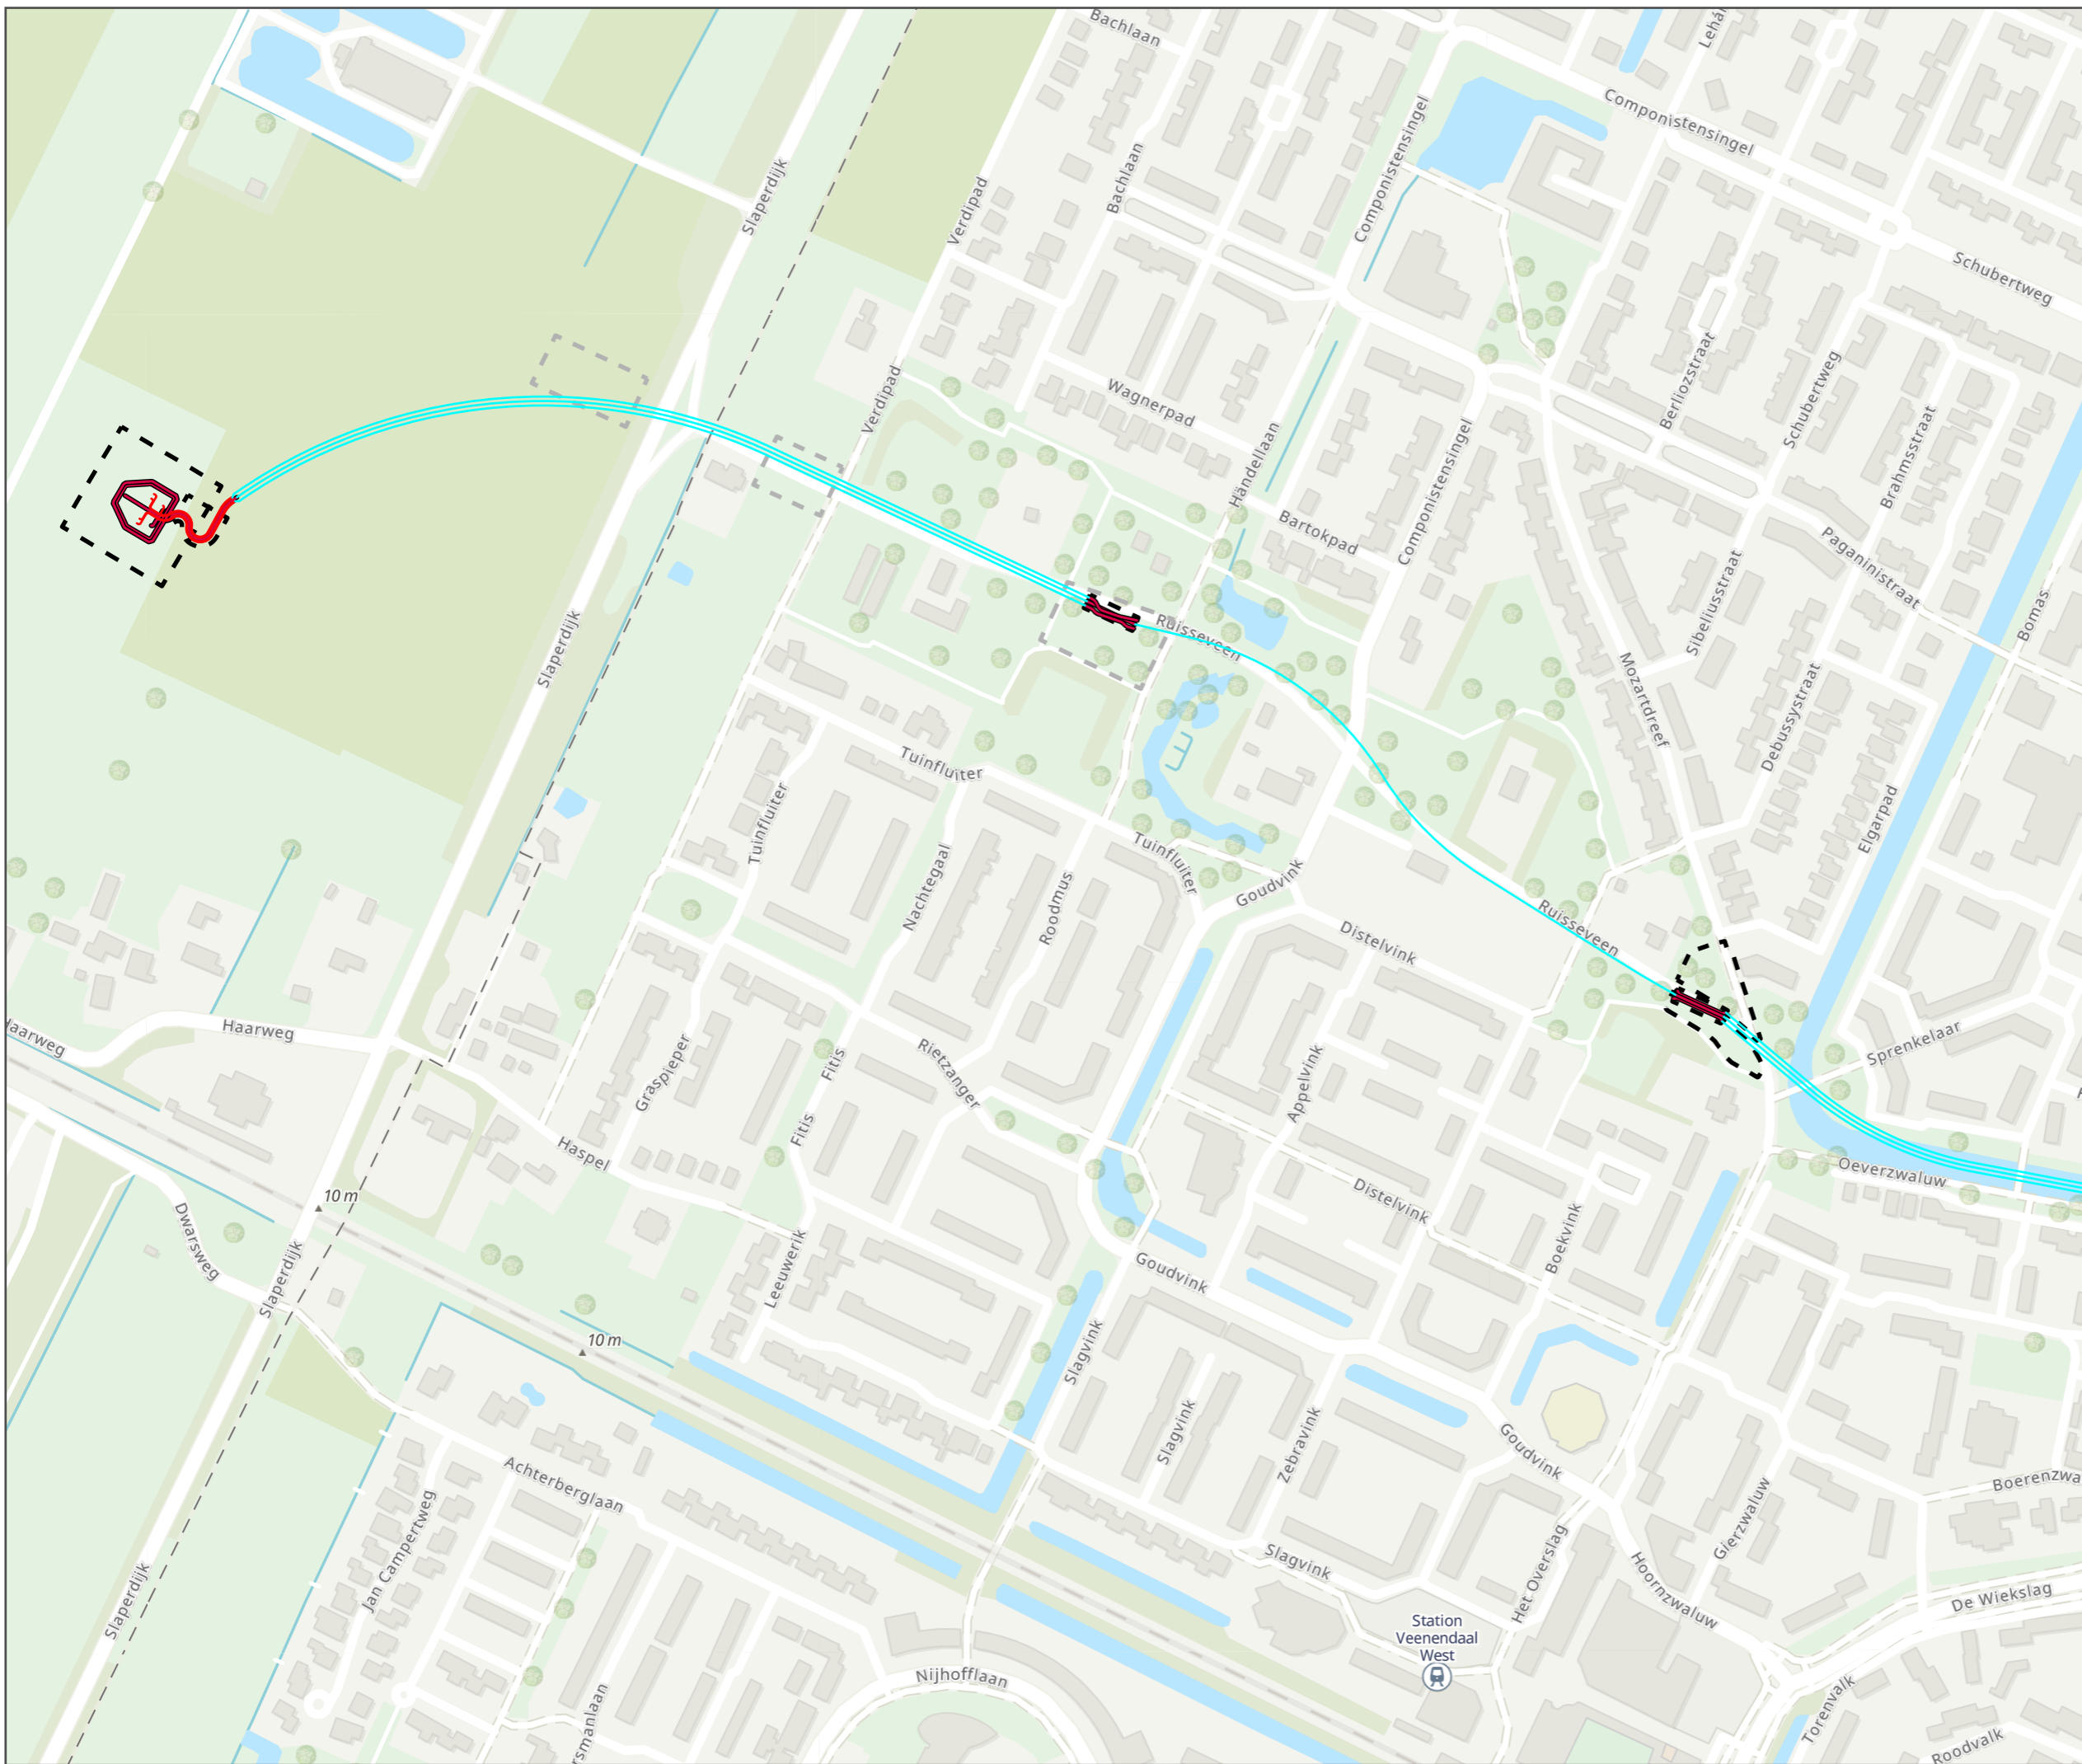 Bachlaan
Lehár
Componistensingel
Componistensingel
Slaperdijk
Bachlaan
Verdipad
Schubertweg
Berliozstraat
Verdipad
Wagnerpad
Schubertweg
Händellaan
Componistensingel
Brahmsstraat
Bartokpad
Paganinistraat
Sibeliusstraat
Bomas
Ruisseveen
Slaperdijk
Mozartdreef
Debussystraat
Tuinfluiter
Tuinfluiter
Elgarpad
Tuinfluiter
Goudvink
Nachtegaal
Roodmus
Ruisseveen
Distelvink
Haarweg
Haarweg
Sprenkelaar
Graspieper
Fitis
Rietzanger
Appelvink
Fitis
Haspel
Oeverzwaluw
10 m
Distelvink
Dwarsweg
Boekvink
Slaperdijk
Leeuwerik
Goudvink
10 m
Slagvink
Slagvink
Zebravink
Goudvink
Achterberglaan
Boerenzwa
Jan Campertweg
Gierzwaluw
Slagvink
Het Overslag
Hoornzwaluw
De Wiekslag
Slaperdijk
Station
Veenendaal
West
Nijhofflaan
rsmanlaan
Torenvalk
Roodvalk